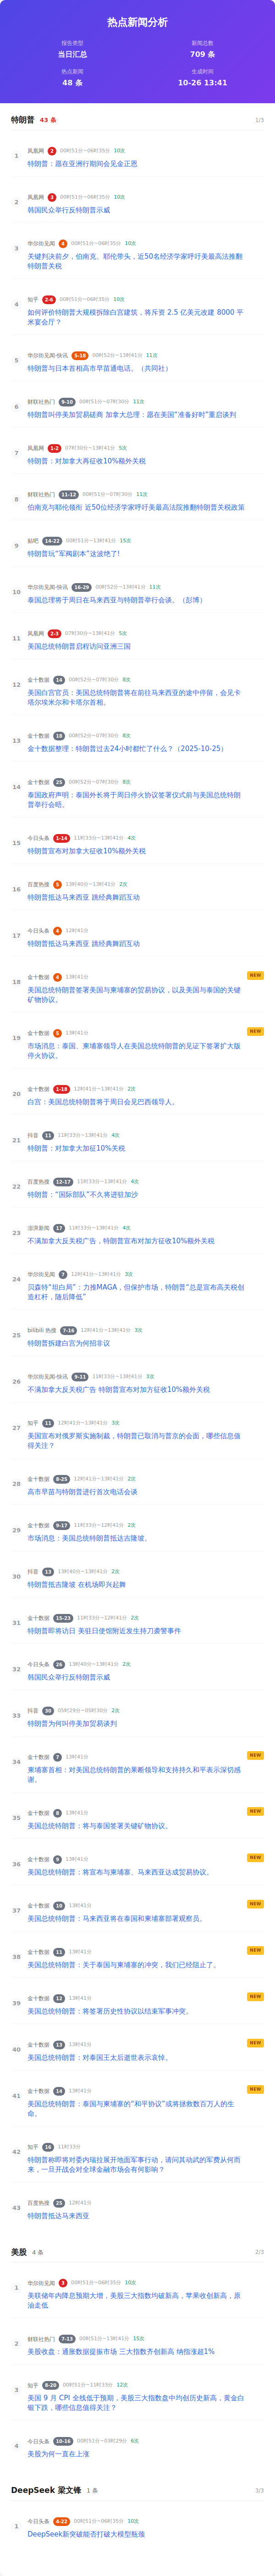 热点新闻分析
报告类型
新闻总数
当日汇总
709 条
热点新闻
生成时间
48 条
10-26 13:41
特朗普 43 条
1/3
1
凤凰网 2 00时51分~06时35分 10次
特朗普：愿在亚洲行期间会见金正恩
2
凤凰网 3 00时51分~06时35分 10次
韩国民众举行反特朗普示威
3
华尔街见闻 4 00时51分~06时35分 10次
关键判决前夕，伯南克、耶伦带头，近50名经济学家呼吁美最高法推翻
特朗普关税
4
知乎 2-6 00时51分~06时35分 10次
如何评价特朗普大规模拆除白宫建筑，将斥资 2.5 亿美元改建 8000 平
米宴会厅？
5
华尔街见闻-快讯 5-10 00时52分~13时41分 11次
特朗普与日本首相高市早苗通电话。（共同社）
6
财联社热门 9-10 00时51分~07时30分 11次
特朗普叫停美加贸易磋商 加拿大总理：愿在美国“准备好时”重启谈判
7
凤凰网 1-2 07时30分~13时41分 5次
特朗普：对加拿大再征收10%额外关税
8
财联社热门 11-12 00时51分~07时30分 11次
伯南克与耶伦领衔 近50位经济学家呼吁美最高法院推翻特朗普关税政策
9
贴吧 14-22 00时51分~13时41分 15次
特朗普玩“军阀剧本”这波绝了!
10
华尔街见闻-快讯 16-29 00时52分~13时41分 11次
泰国总理将于周日在马来西亚与特朗普举行会谈。（彭博）
11
凤凰网 2-3 07时30分~13时41分 5次
美国总统特朗普启程访问亚洲三国
12
金十数据 14 00时52分~07时30分 8次
美国白宫官员：美国总统特朗普将在前往马来西亚的途中停留，会见卡
塔尔埃米尔和卡塔尔首相。
13
金十数据 18 00时52分~07时30分 8次
金十数据整理：特朗普过去24小时都忙了什么？（2025-10-25）
14
金十数据 25 00时52分~07时30分 8次
泰国政府声明：泰国外长将于周日停火协议签署仪式前与美国总统特朗
普举行会晤。
15
今日头条 1-14 11时33分~13时41分 4次
特朗普宣布对加拿大征收10%额外关税
16
百度热搜 5 13时40分~13时41分 2次
特朗普抵达马来西亚 跳经典舞蹈互动
17
今日头条 4 12时41分
特朗普抵达马来西亚 跳经典舞蹈互动
18
金十数据 4 13时41分
NEW
美国总统特朗普签署美国与柬埔寨的贸易协议，以及美国与泰国的关键
矿物协议。
19
金十数据 5 13时41分
NEW
市场消息：泰国、柬埔寨领导人在美国总统特朗普的见证下签署扩大版
停火协议。
20
金十数据 1-18 12时41分~13时41分 2次
白宫：美国总统特朗普将于周日会见巴西领导人。
21
抖音 11 11时33分~13时41分 4次
特朗普：对加拿大加征10%关税
22
百度热搜 12-17 11时33分~13时41分 4次
特朗普：“国际部队”不久将进驻加沙
23
澎湃新闻 17 11时33分~13时41分 4次
不满加拿大反关税广告，特朗普宣布对加方征收10%额外关税
24
华尔街见闻 7 12时41分~13时41分 3次
贝森特“坦白局”：力推MAGA，但保护市场，特朗普“总是宣布高关税创
造杠杆，随后降低”
25
bilibili 热搜 7-14 12时41分~13时41分 3次
特朗普拆建白宫为何招非议
26
华尔街见闻-快讯 9-11 11时33分~13时41分 3次
不满加拿大反关税广告 特朗普宣布对加方征收10%额外关税
27
知乎 11 12时41分~13时41分 3次
美国宣布对俄罗斯实施制裁，特朗普已取消与普京的会面，哪些信息值
得关注？
28
金十数据 8-25 12时41分~13时41分 2次
高市早苗与特朗普进行首次电话会谈
29
金十数据 9-17 11时33分~12时41分 2次
市场消息：美国总统特朗普抵达吉隆坡。
30
抖音 13 13时40分~13时41分 2次
特朗普抵吉隆坡 在机场即兴起舞
31
金十数据 15-23 11时33分~12时41分 2次
特朗普即将访日 美驻日使馆附近发生持刀袭警事件
32
今日头条 26 13时40分~13时41分 2次
韩国民众举行反特朗普示威
33
抖音 30 05时29分~05时30分 2次
特朗普为何叫停美加贸易谈判
34
金十数据 7 13时41分
NEW
柬埔寨首相：对美国总统特朗普的果断领导和支持持久和平表示深切感
谢。
35
金十数据 8 13时41分
NEW
美国总统特朗普：将与泰国签署关键矿物协议。
36
金十数据 9 13时41分
NEW
美国总统特朗普：将宣布与柬埔寨、马来西亚达成贸易协议。
37
金十数据 10 13时41分
NEW
美国总统特朗普：马来西亚将在泰国和柬埔寨部署观察员。
38
金十数据 11 13时41分
NEW
美国总统特朗普：关于泰国与柬埔寨的冲突，我们已经阻止了。
39
金十数据 12 13时41分
NEW
美国总统特朗普：将签署历史性协议以结束军事冲突。
40
金十数据 13 13时41分
NEW
美国总统特朗普：对泰国王太后逝世表示哀悼。
41
金十数据 14 13时41分
NEW
美国总统特朗普：泰国与柬埔寨的“和平协议”或将拯救数百万人的生
命。
42
知乎 16 11时33分
特朗普称即将对委内瑞拉展开地面军事行动，请问其动武的军费从何而
来，一旦开战会对全球金融市场会有何影响？
43
百度热搜 25 12时41分
特朗普抵达马来西亚
美股 4 条
2/3
1
华尔街见闻 3 00时51分~06时35分 10次
美联储年内降息预期大增，美股三大指数均破新高，苹果收创新高，原
油走低
2
财联社热门 7-13 00时51分~13时41分 15次
美股收盘：通胀数据提振市场 三大指数齐创新高 纳指涨超1%
3
知乎 8-20 00时51分~11时33分 12次
美国 9 月 CPI 全线低于预期，美股三大指数盘中均创历史新高，黄金白
银下跌，哪些信息值得关注？
4
今日头条 10-16 00时51分~03时29分 6次
美股为何一直在上涨
DeepSeek 梁文锋 1 条
3/3
1
今日头条 4-22 00时51分~06时35分 10次
DeepSeek新突破能否打破大模型瓶颈